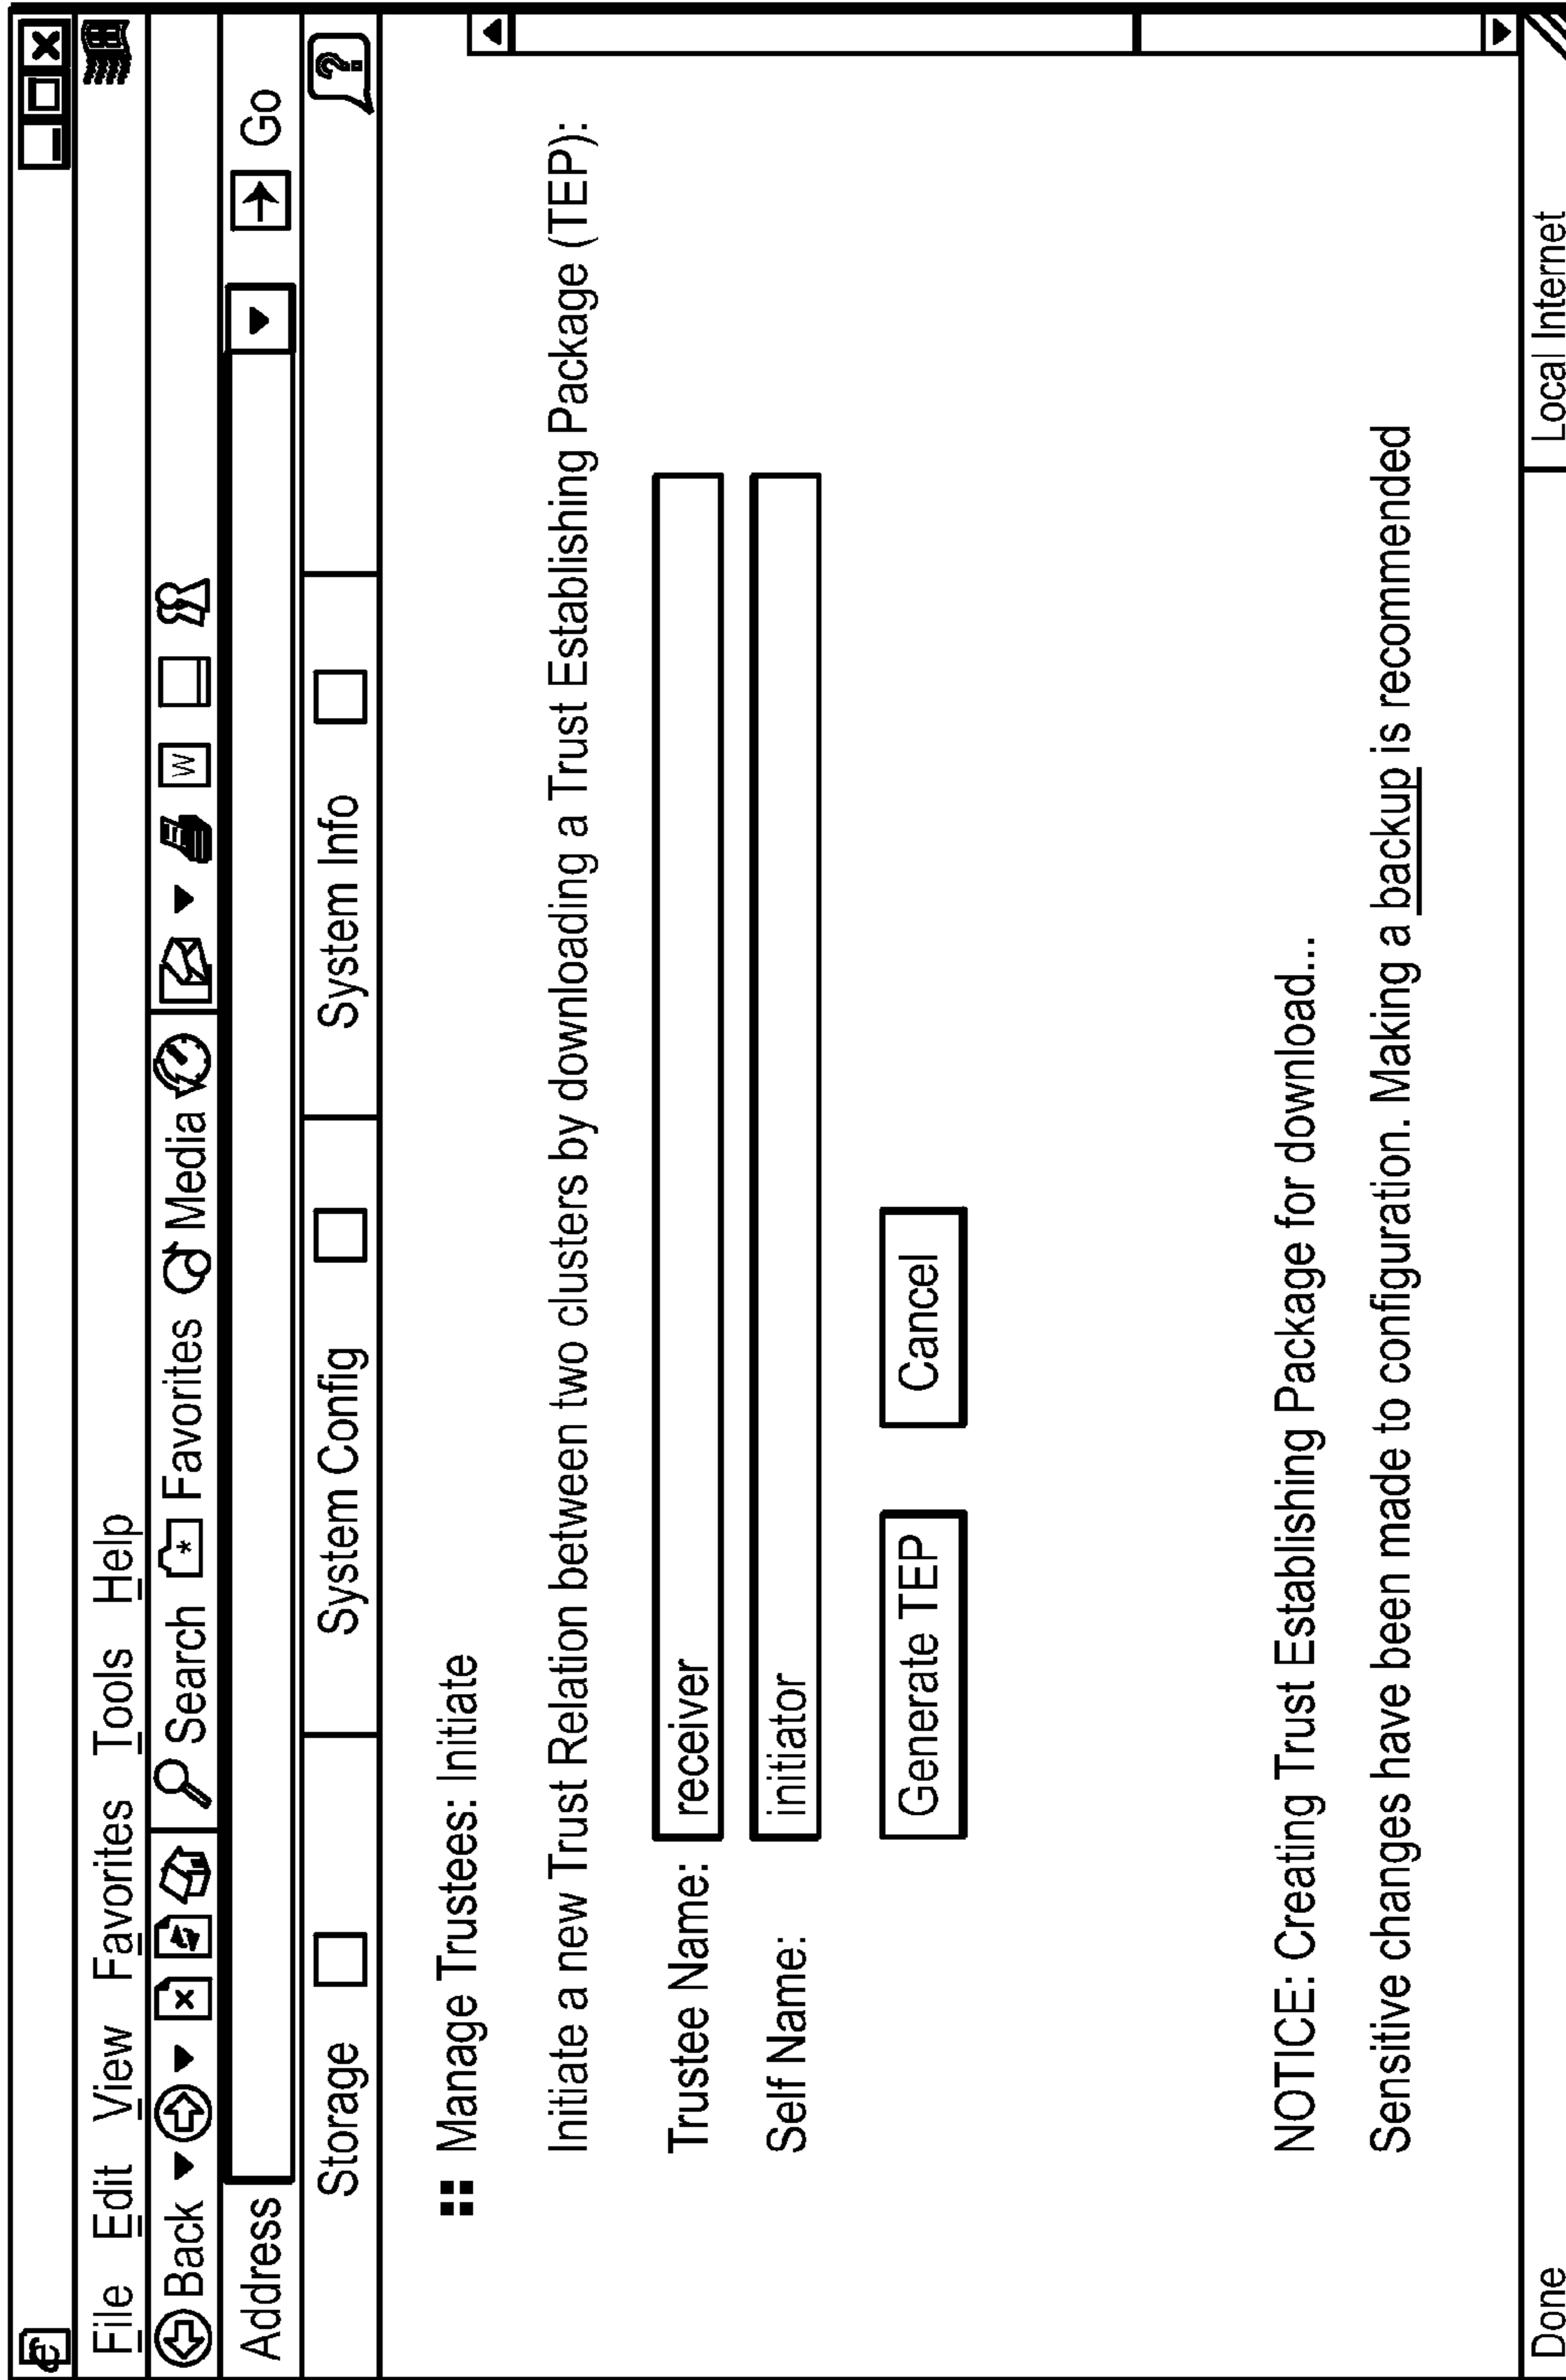 File Edit View Favorites Tools Help
Back Search Favorites Media W
Address Go
Storage System Config System Info ?
Manage Trustees: Initiate
Initiate a new Trust Relation between two clusters by downloading a Trust Establishing Package (TEP):
Trustee Name: receiver
Self Name: initiator
Generate TEP Cancel
NOTICE: Creating Trust Establishing Package for download...
Sensitive changes have been made to configuration. Making a backup is recommended
Done Local Internet